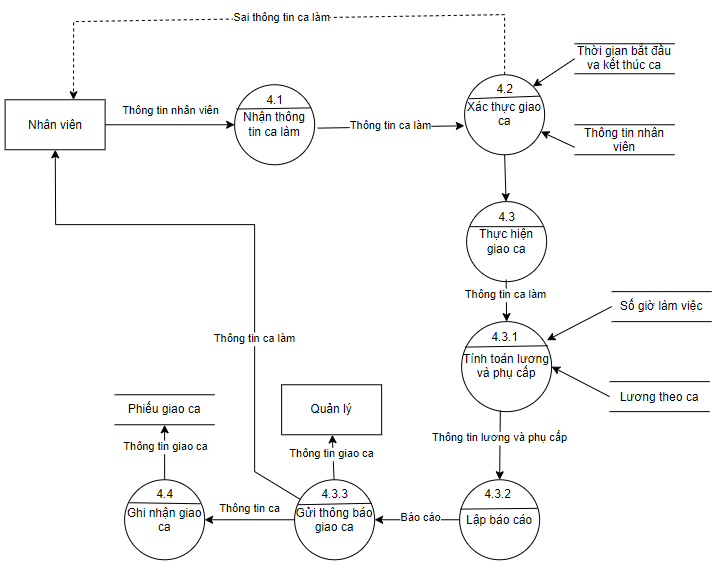 Sai thông tin ca làm
Thời gian bắt đầu
va kết thúc ca
4.2
Xác thực giao
ca
4.1
Nhận thông
tin ca làm
Thông tin nhân viên
Nhân viên
Thông tin ca làm
Thông tin nhân
viên
4.3
Thực hiện
giao ca
Thông tin ca làm
Số giờ làm việc
4.3.1
Tính toán lương
và phụ cấp
Thông tin ca làm
Lương theo ca
Phiếu giao ca
Quản lý
Thông tin lương và phụ cấp
Thông tin giao ca
Thông tin giao ca
4.4
Ghi nhận giao
ca
Thông tin ca
4.3.3
Gửi thông báo
giao ca
Báo cáo
4.3.2
Lập báo cáo